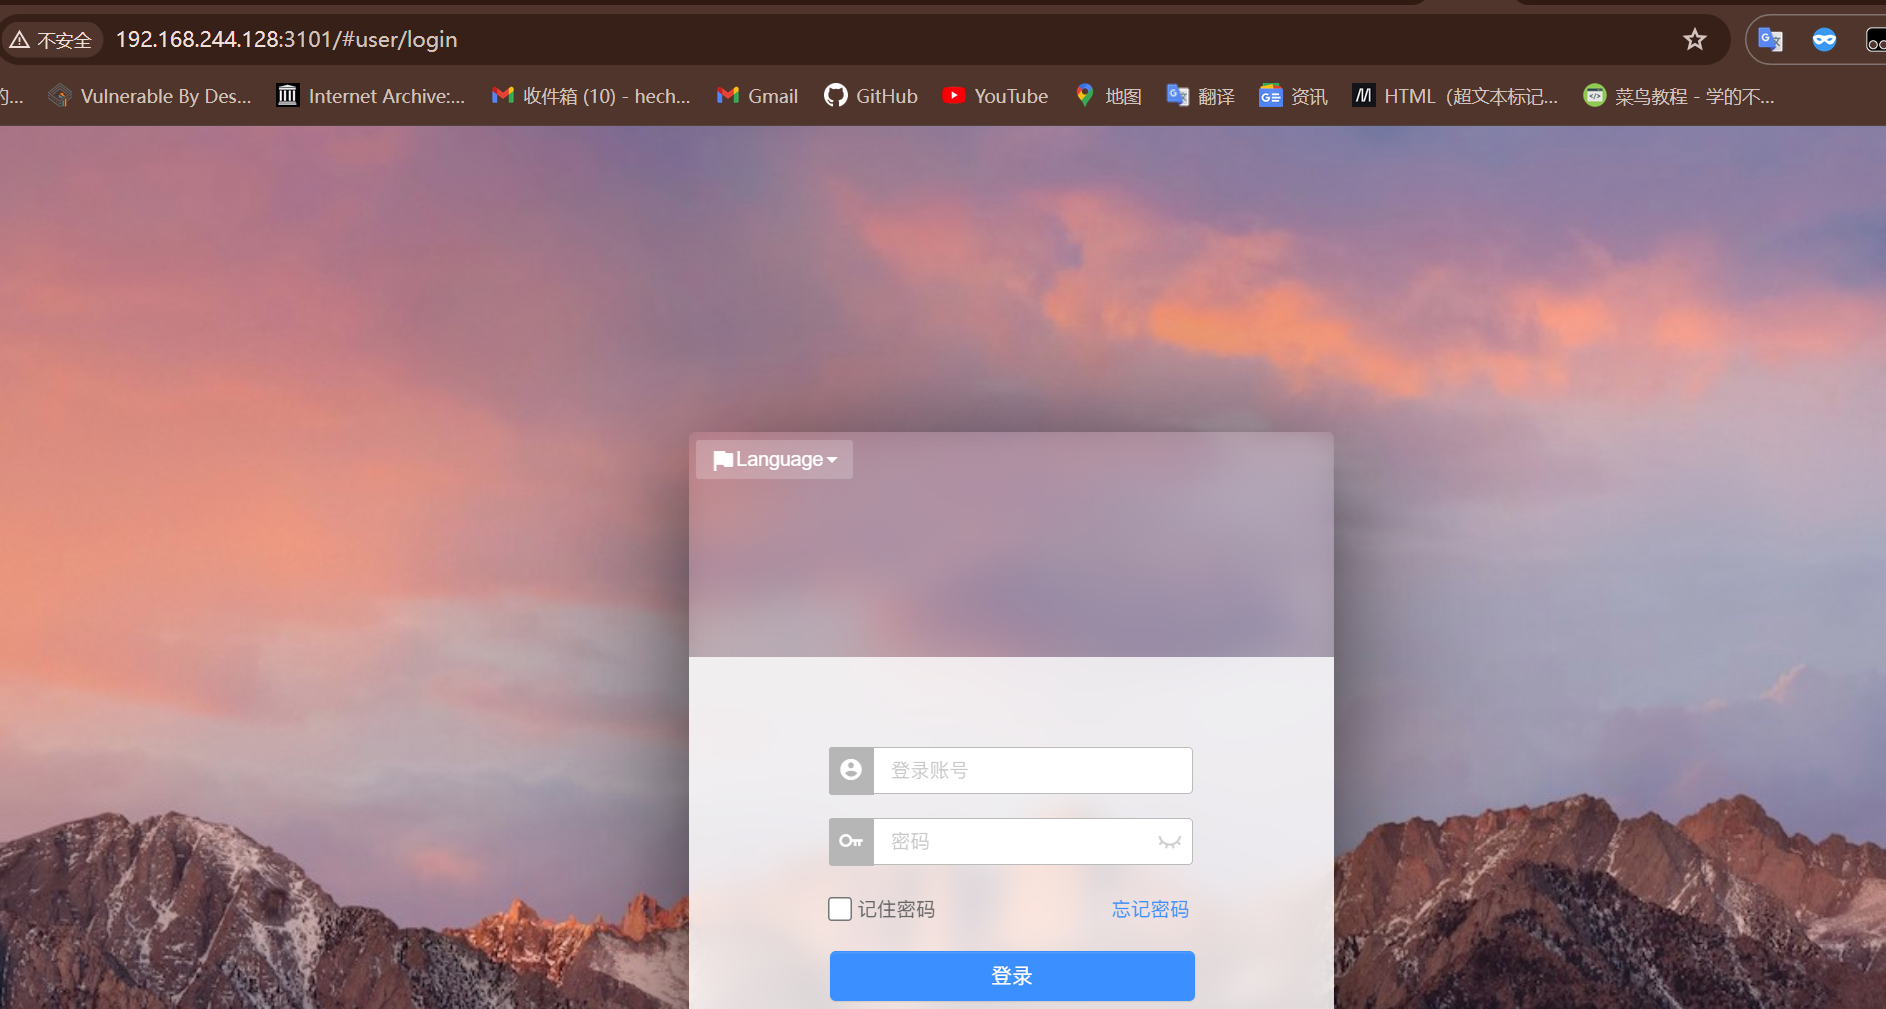 不安全 192.168.244.128:3101/#user/login
的... Vulnerable By Des... Internet Archive:... 收件箱 (10) - hech... Gmail GitHub YouTube 地图 翻译 资讯 HTML（超文本标记... 菜鸟教程 - 学的不...
Language
登录账号
密码
记住密码 忘记密码
登录